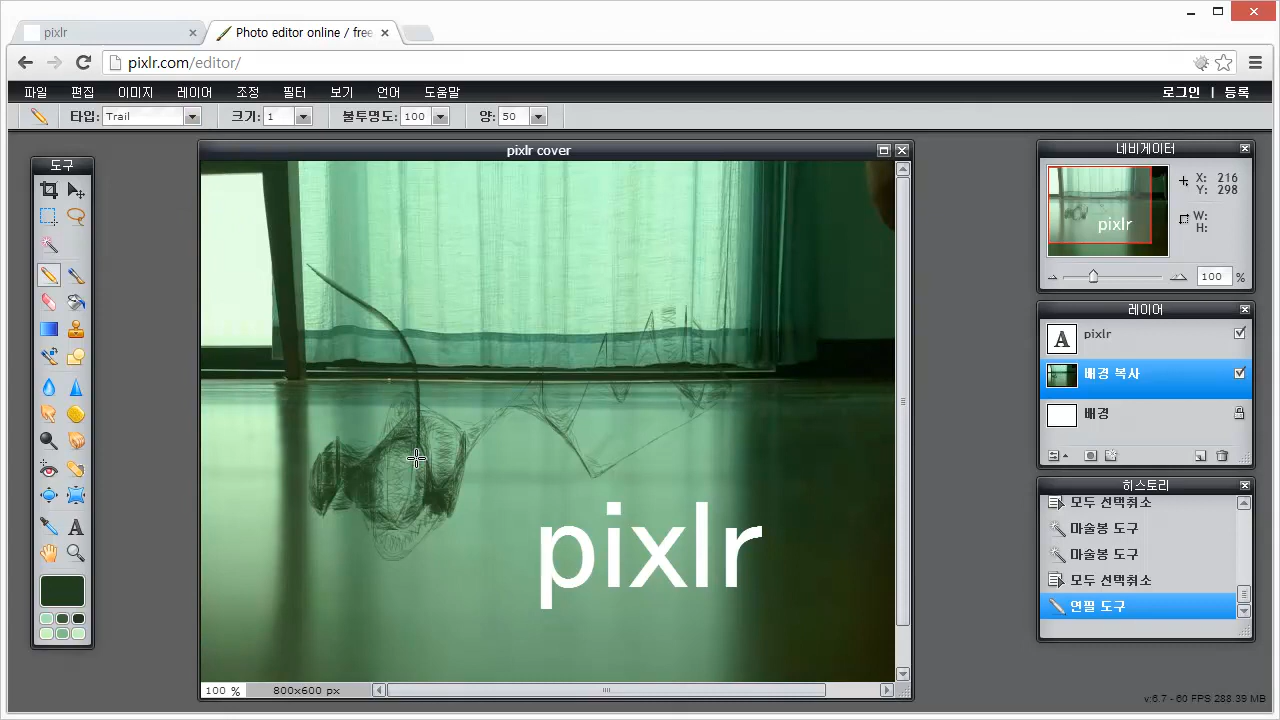 pixlr
Photo editor online / free
pixlr.com/editor/
파일 편집 이미지 레이어 조정 필터 보기 언어 도움말 로그인 | 등록
타입: Trail 크기: 1 불투명도: 100 양: 50
도구
pixlr cover
네비게이터
X: 216
Y: 298
W:
H:
100 %
pixlr
레이어
A pixlr
배경 복사
배경
히스토리
모두 선택취소
마술봉 도구
마술봉 도구
모두 선택취소
연필 도구
pixlr
A
100 % 800x600 px
v:6.7 - 60 FPS 288.39 MB